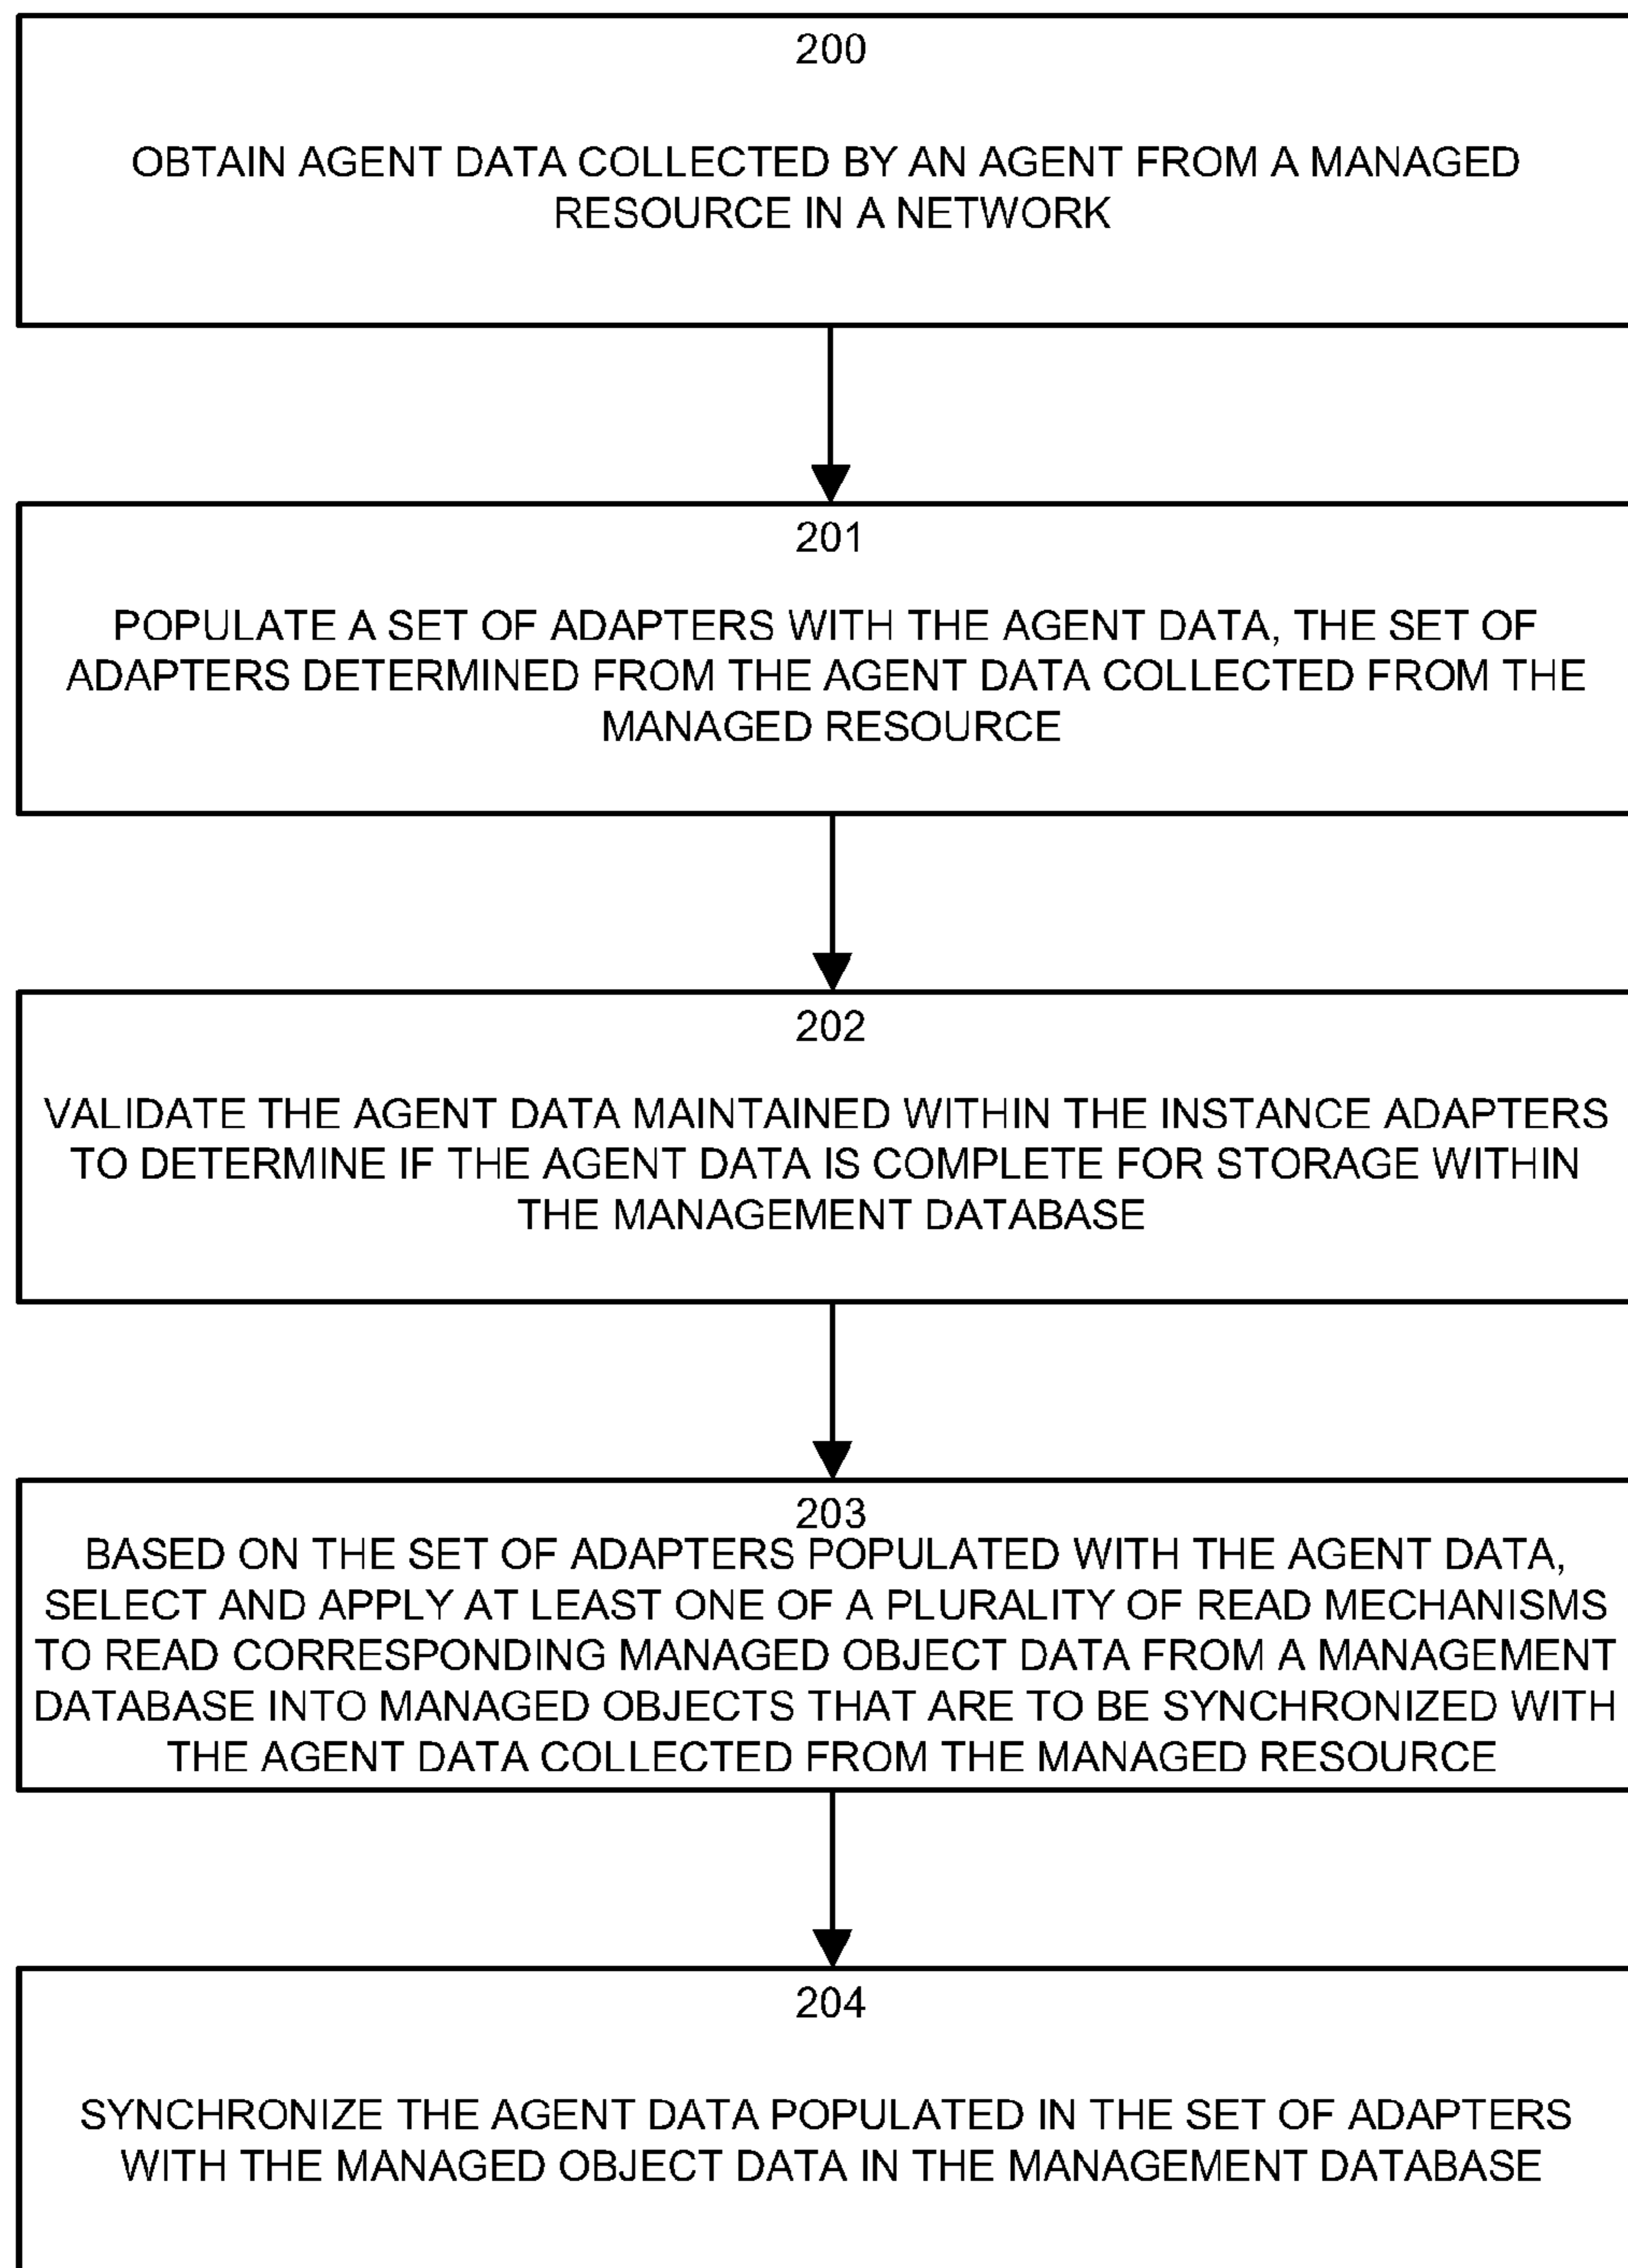 200
OBTAIN AGENT DATA COLLECTED BY AN AGENT FROM A MANAGED
RESOURCE IN A NETWORK
201
POPULATE A SET OF ADAPTERS WITH THE AGENT DATA, THE SET OF
ADAPTERS DETERMINED FROM THE AGENT DATA COLLECTED FROM THE
MANAGED RESOURCE
202
VALIDATE THE AGENT DATA MAINTAINED WITHIN THE INSTANCE ADAPTERS
TO DETERMINE IF THE AGENT DATA IS COMPLETE FOR STORAGE WITHIN
THE MANAGEMENT DATABASE
203
BASED ON THE SET OF ADAPTERS POPULATED WITH THE AGENT DATA,
SELECT AND APPLY AT LEAST ONE OF A PLURALITY OF READ MECHANISMS
TO READ CORRESPONDING MANAGED OBJECT DATA FROM A MANAGEMENT
DATABASE INTO MANAGED OBJECTS THAT ARE TO BE SYNCHRONIZED WITH
THE AGENT DATA COLLECTED FROM THE MANAGED RESOURCE
204
SYNCHRONIZE THE AGENT DATA POPULATED IN THE SET OF ADAPTERS
WITH THE MANAGED OBJECT DATA IN THE MANAGEMENT DATABASE